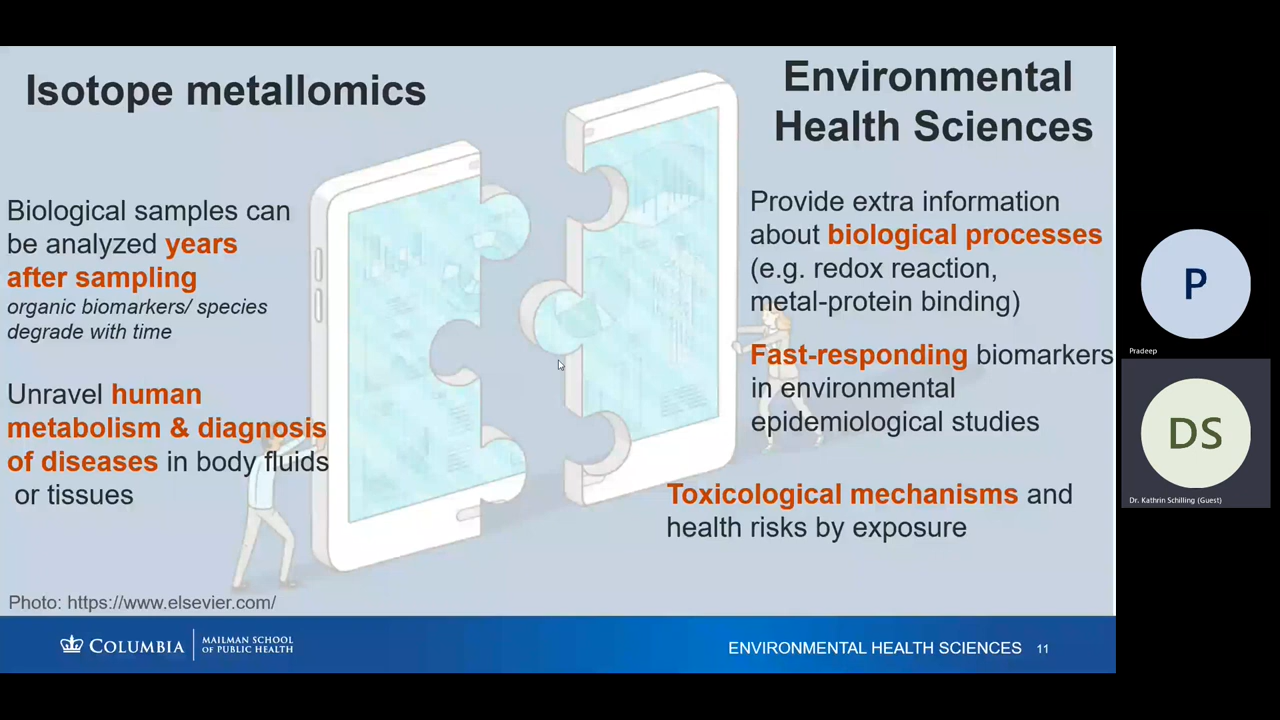 Isotope metallomics
Environmental
Health Sciences
Biological samples can
be analyzed years
after sampling
organic biomarkers/ species
degrade with time
Unravel human
metabolism & diagnosis
of diseases in body fluids
or tissues
Provide extra information
about biological processes
(e.g. redox reaction,
metal-protein binding)
Fast-responding biomarkers
in environmental
epidemiological studies
Toxicological mechanisms and
health risks by exposure
Photo: https://www.elsevier.com/
COLUMBIA
MAILMAN SCHOOL
OF PUBLIC HEALTH
ENVIRONMENTAL HEALTH SCIENCES 11
P
Pradeep
DS
Dr. Kathrin Schilling (Guest)